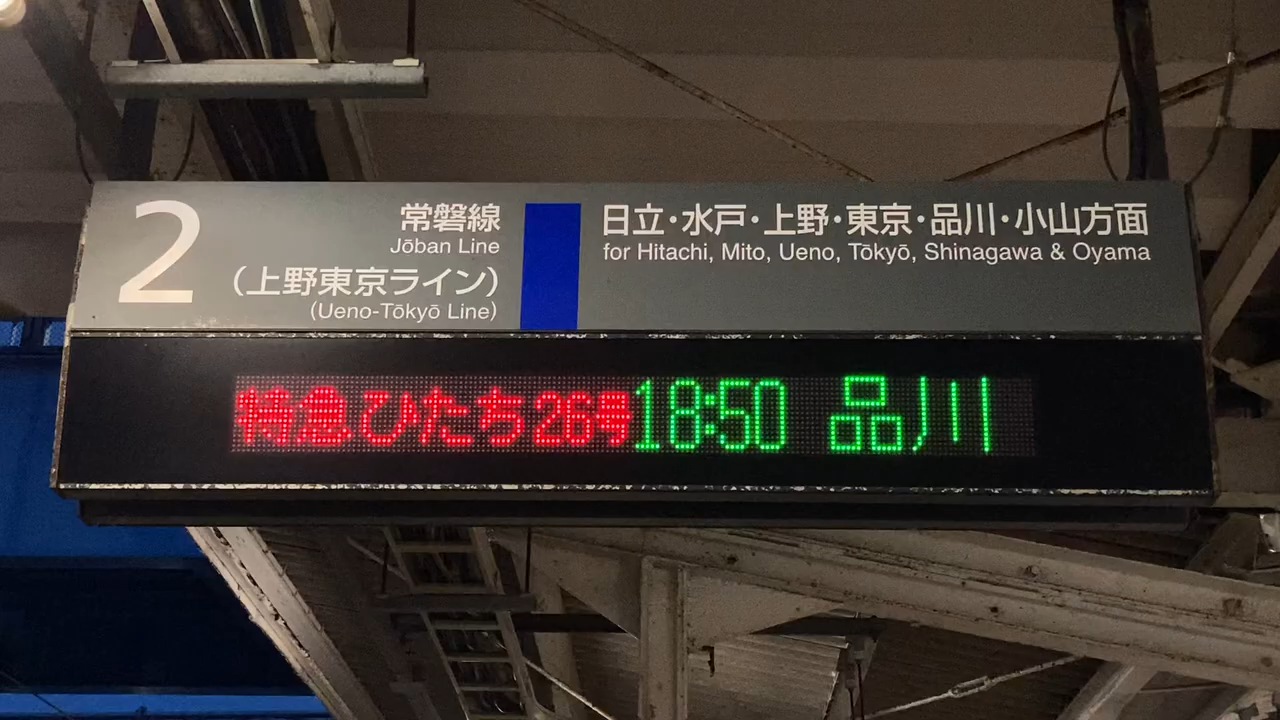 2
常磐線
Jōban Line
(上野東京ライン)
(Ueno-Tōkyō Line)
日立・水戸・上野・東京・品川・小山方面
for Hitachi, Mito, Ueno, Tōkyō, Shinagawa & Oyama
特急ひたち26号18:50 品川